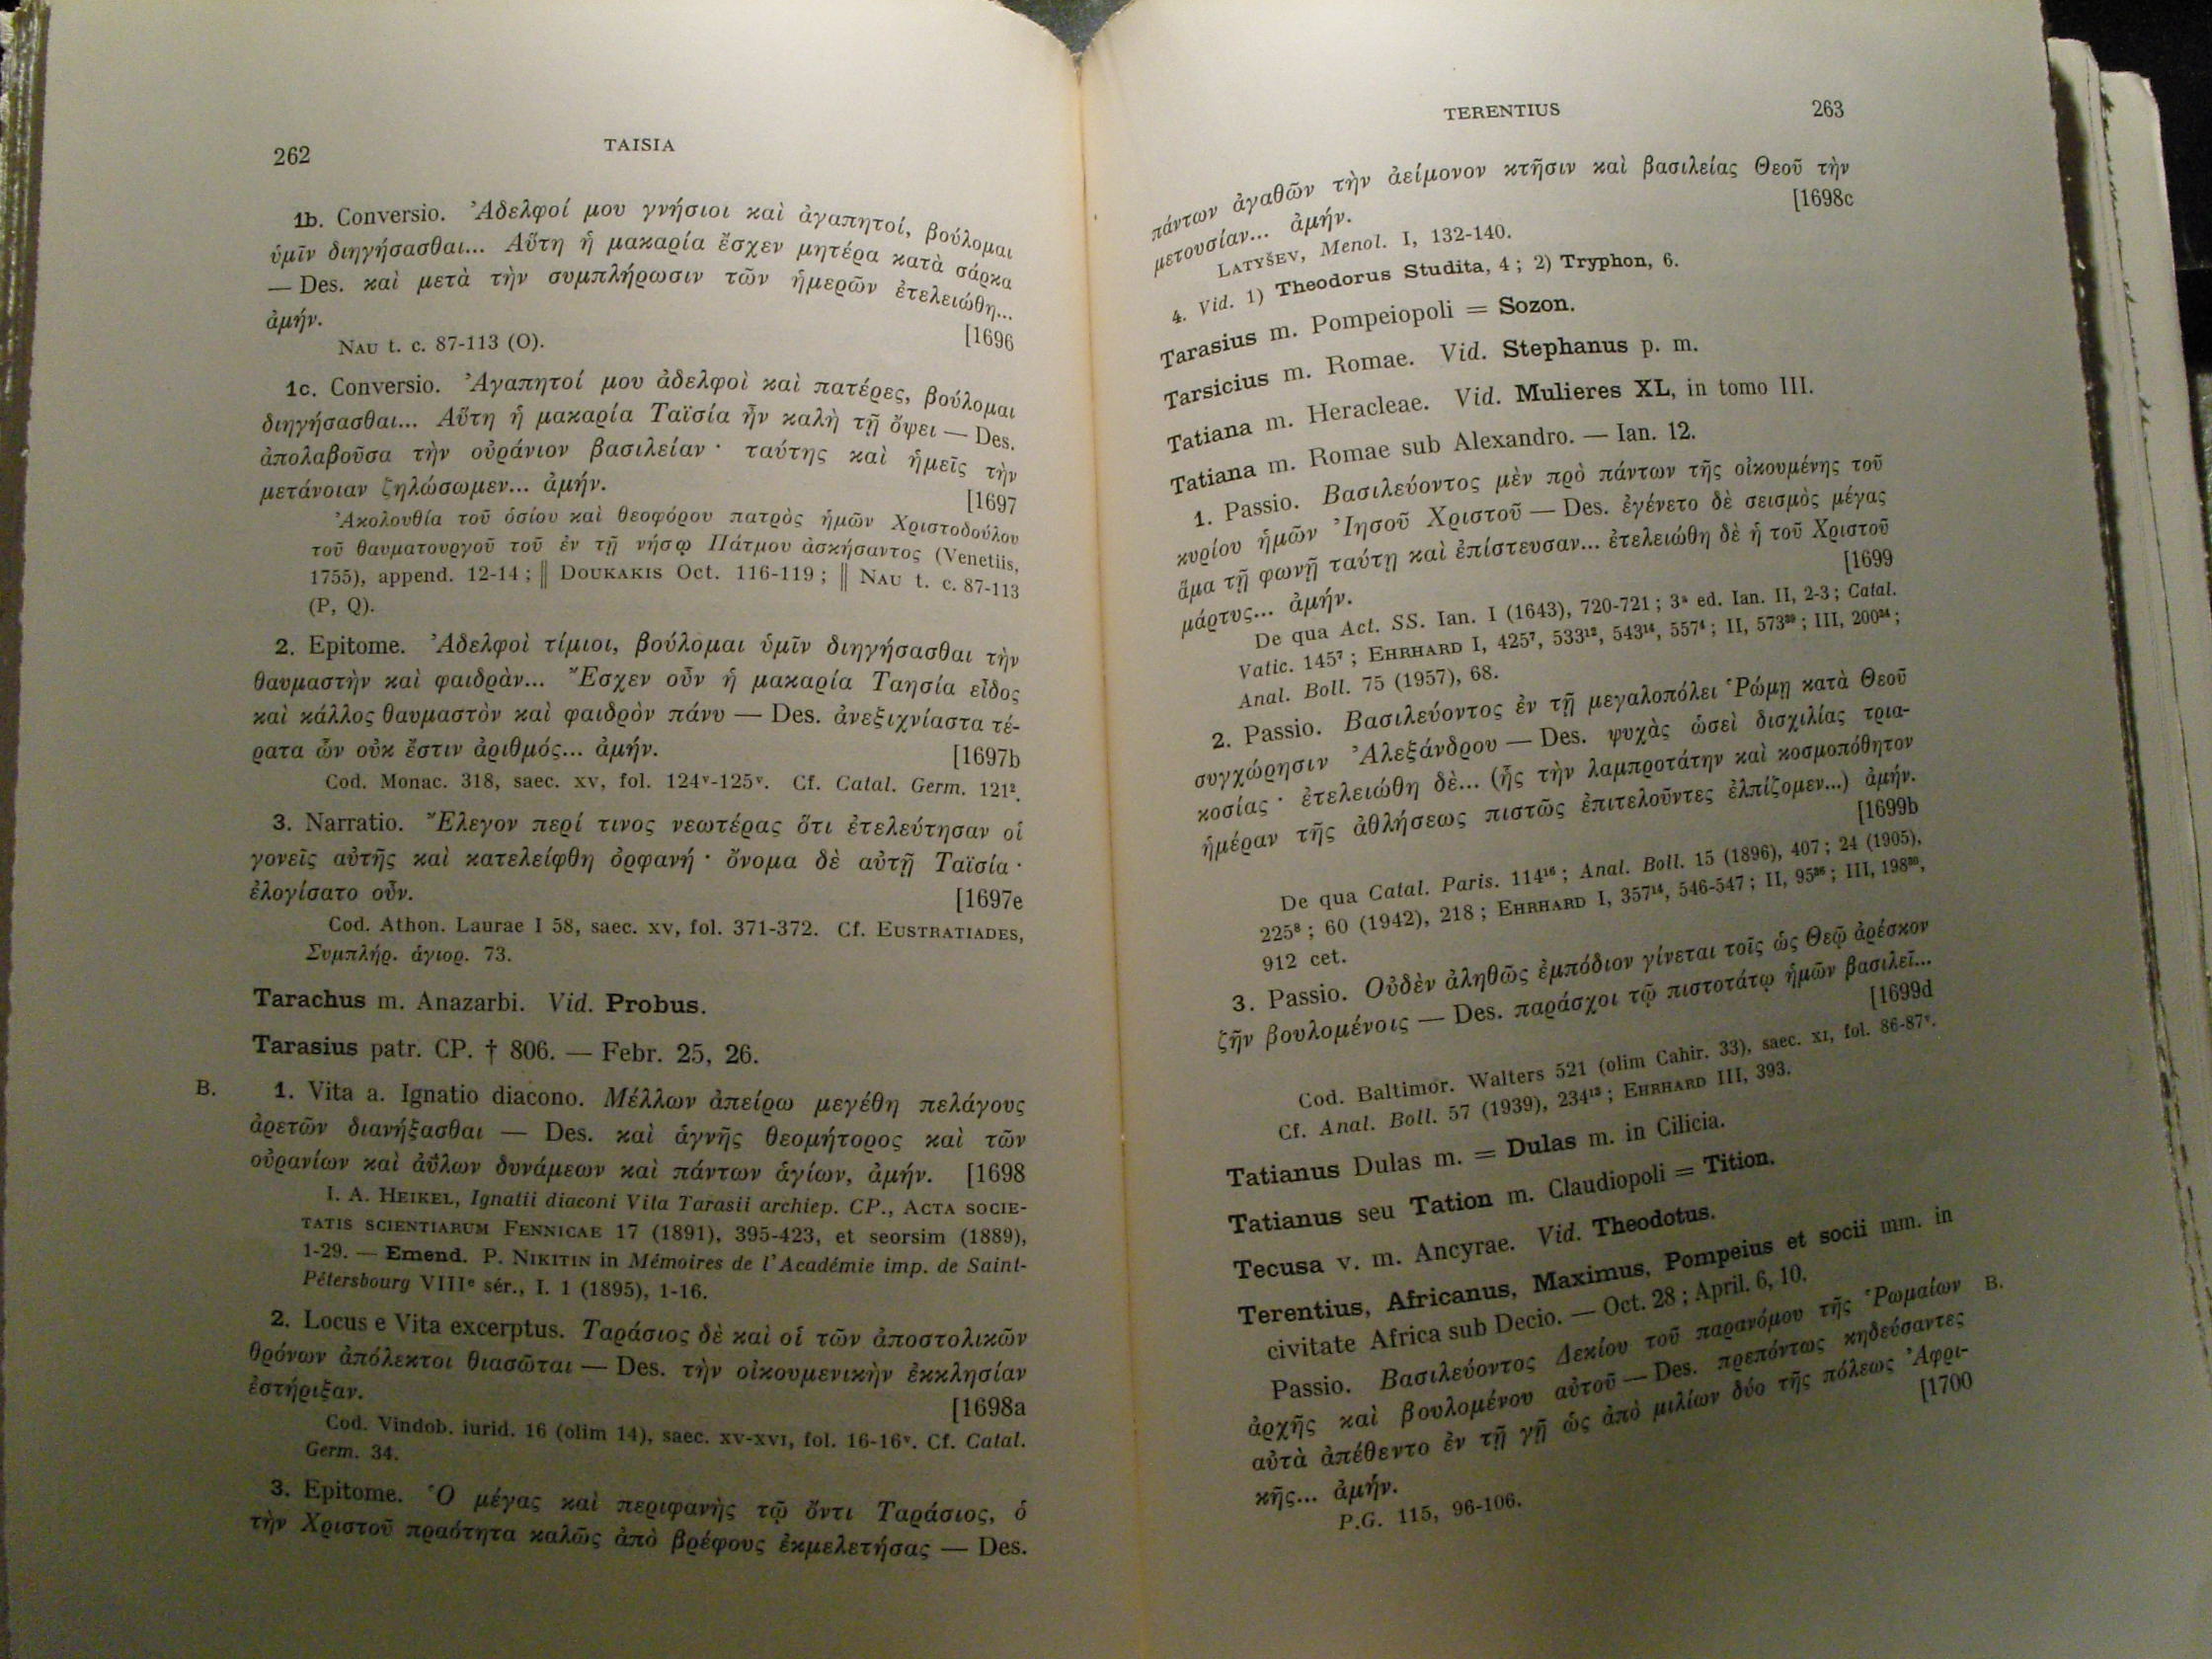 262
TAISIA
1b. Conversio. Ἀδελφοί μου γνήσιοι καὶ ἀγαπητοί, βούλομαι
ὑμῖν διηγήσασθαι... Αὕτη ἡ μακαρία ἔσχεν μητέρα κατὰ σάρκα
— Des. καὶ μετὰ τὴν συμπλήρωσιν τῶν ἡμερῶν ἐτελειώθη...
ἀμήν. [1696
NAU t. c. 87-113 (O).
1c. Conversio. Ἀγαπητοί μου ἀδελφοὶ καὶ πατέρες, βούλομαι
διηγήσασθαι... Αὕτη ἡ μακαρία Ταϊσία ἦν καλὴ τῇ ὄψει — Des.
ἀπολαβοῦσα τὴν οὐράνιον βασιλείαν · ταύτης καὶ ἡμεῖς τὴν
μετάνοιαν ζηλώσωμεν... ἀμήν. [1697
Ἀκολουθία τοῦ ὁσίου καὶ θεοφόρου πατρὸς ἡμῶν Χριστοδούλου
τοῦ θαυματουργοῦ τοῦ ἐν τῇ νήσῳ Πάτμου ἀσκήσαντος (Venetiis,
1755), append. 12-14 ; || DOUKAKIS Oct. 116-119 ; || NAU t. c. 87-113
(P, Q).
2. Epitome. Ἀδελφοὶ τίμιοι, βούλομαι ὑμῖν διηγήσασθαι τὴν
θαυμαστὴν καὶ φαιδρὰν... Ἔσχεν οὖν ἡ μακαρία Ταησία εἶδος
καὶ κάλλος θαυμαστὸν καὶ φαιδρὸν πάνυ — Des. ἀνεξιχνίαστα τέ-
ρατα ὧν οὐκ ἔστιν ἀριθμός... ἀμήν. [1697b
Cod. Monac. 318, saec. XV, fol. 124ᵛ-125ᵛ. Cf. Catal. Germ. 121².
3. Narratio. Ἔλεγον περί τινος νεωτέρας ὅτι ἐτελεύτησαν οἱ
γονεῖς αὐτῆς καὶ κατελείφθη ὀρφανή · ὄνομα δὲ αὐτῇ Ταϊσία ·
ἐλογίσατο οὖν. [1697e
Cod. Athon. Laurae I 58, saec. XV, fol. 371-372. Cf. EUSTRATIADES,
Συμπλήρ. ἁγιορ. 73.
Tarachus m. Anazarbi. Vid. Probus.
Tarasius patr. CP. † 806. — Febr. 25, 26.
B. 1. Vita a. Ignatio diacono. Μέλλων ἀπείρω μεγέθη πελάγους
ἀρετῶν διανήξασθαι — Des. καὶ ἁγνῆς θεομήτορος καὶ τῶν
οὐρανίων καὶ ἀΰλων δυνάμεων καὶ πάντων ἁγίων, ἀμήν. [1698
I. A. HEIKEL, Ignatii diaconi Vita Tarasii archiep. CP., ACTA SOCIE-
TATIS SCIENTIARUM FENNICAE 17 (1891), 395-423, et seorsim (1889),
1-29. — Emend. P. NIKITIN in Mémoires de l'Académie imp. de Saint-
Pétersbourg VIIIᵉ sér., I. 1 (1895), 1-16.
2. Locus e Vita excerptus. Ταράσιος δὲ καὶ οἱ τῶν ἀποστολικῶν
θρόνων ἀπόλεκτοι θιασῶται — Des. τὴν οἰκουμενικὴν ἐκκλησίαν
ἐστήριξαν. [1698a
Cod. Vindob. iurid. 16 (olim 14), saec. XV-XVI, fol. 16-16ᵛ. Cf. Catal.
Germ. 34.
3. Epitome. Ὁ μέγας καὶ περιφανὴς τῷ ὄντι Ταράσιος, ὁ
τὴν Χριστοῦ πραότητα καλῶς ἀπὸ βρέφους ἐκμελετήσας — Des.
TERENTIUS
263
πάντων ἀγαθῶν τὴν ἀείμονον κτῆσιν καὶ βασιλείας Θεοῦ τὴν
μετουσίαν... ἀμήν. [1698c
LATYŠEV, Menol. I, 132-140.
4. Vid. 1) Theodorus Studita, 4 ; 2) Tryphon, 6.
Tarasius m. Pompeiopoli = Sozon.
Tarsicius m. Romae. Vid. Stephanus p. m.
Tatiana m. Heracleae. Vid. Mulieres XL, in tomo III.
Tatiana m. Romae sub Alexandro. — Ian. 12.
1. Passio. Βασιλεύοντος μὲν πρὸ πάντων τῆς οἰκουμένης τοῦ
κυρίου ἡμῶν Ἰησοῦ Χριστοῦ — Des. ἐγένετο δὲ σεισμὸς μέγας
ἅμα τῇ φωνῇ ταύτῃ καὶ ἐπίστευσαν... ἐτελειώθη δὲ ἡ τοῦ Χριστοῦ
μάρτυς... ἀμήν. [1699
De qua Act. SS. Ian. I (1643), 720-721 ; 3ᵃ ed. Ian. II, 2-3 ; Catal.
Vatic. 145⁷ ; EHRHARD I, 425⁷, 533¹², 543¹⁴, 557⁴ ; II, 573²⁹ ; III, 200²⁴ ;
Anal. Boll. 75 (1957), 68.
2. Passio. Βασιλεύοντος ἐν τῇ μεγαλοπόλει Ῥώμῃ κατὰ Θεοῦ
συγχώρησιν Ἀλεξάνδρου — Des. ψυχὰς ὡσεὶ δισχιλίας τρια-
κοσίας · ἐτελειώθη δὲ... (ἧς τὴν λαμπροτάτην καὶ κοσμοπόθητον
ἡμέραν τῆς ἀθλήσεως πιστῶς ἐπιτελοῦντες ἐλπίζομεν...) ἀμήν.
[1699b
De qua Catal. Paris. 114¹⁶ ; Anal. Boll. 15 (1896), 407 ; 24 (1905),
225⁸ ; 60 (1942), 218 ; EHRHARD I, 357¹⁴, 546-547 ; II, 95³⁶ ; III, 198³⁰,
912 cet.
3. Passio. Οὐδὲν ἀληθῶς ἐμπόδιον γίνεται τοῖς ὡς Θεῷ ἀρέσκον
ζῆν βουλομένοις — Des. παράσχοι τῷ πιστοτάτῳ ἡμῶν βασιλεῖ...
[1699d
Cod. Baltimor. Walters 521 (olim Cahir. 33), saec. XI, fol. 86-87ᵛ.
Cf. Anal. Boll. 57 (1939), 234¹³ ; EHRHARD III, 393.
Tatianus Dulas m. = Dulas m. in Cilicia.
Tatianus seu Tation m. Claudiopoli = Tition.
Tecusa v. m. Ancyrae. Vid. Theodotus.
Terentius, Africanus, Maximus, Pompeius et socii mm. in
civitate Africa sub Decio. — Oct. 28 ; April. 6, 10.
Passio. Βασιλεύοντος Δεκίου τοῦ παρανόμου τῆς Ῥωμαίων B.
ἀρχῆς καὶ βουλομένου αὐτοῦ — Des. πρεπόντως κηδεύσαντες
αὐτὰ ἀπέθεντο ἐν τῇ γῇ ὡς ἀπὸ μιλίων δύο τῆς πόλεως Ἀφρι-
κῆς... ἀμήν. [1700
P.G. 115, 96-106.